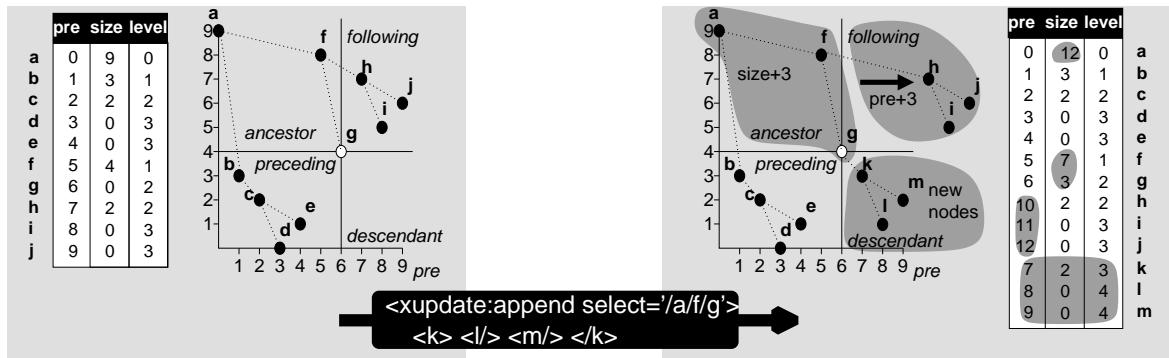 pre size level
a 0 9 0
b 1 3 1
c 2 2 2
d 3 0 3
e 4 0 3
f 5 4 1
g 6 0 2
h 7 2 2
i 8 0 3
j 9 0 3
a
9
f following
8
h
7
j
6
i
5
ancestor g
4
b preceding
3
c
2
e
1
d
descendant
1 2 3 4 5 6 7 8 9 pre
a
9
f following
8
h
7 size+3 j
pre+3
6
i
5
ancestor g
4
b preceding k
3
m new
c
2
e l nodes
1
d
descendant
1 2 3 4 5 6 7 8 9 pre
pre size level
0 12 0 a
1 3 1 b
2 2 2 c
3 0 3 d
4 0 3 e
5 7 1 f
6 3 2 g
10 2 2 h
11 0 3 i
12 0 3 j
7 2 3 k
8 0 4 l
9 0 4 m
<xupdate:append select='/a/f/g'>
<k> <l/> <m/> </k>